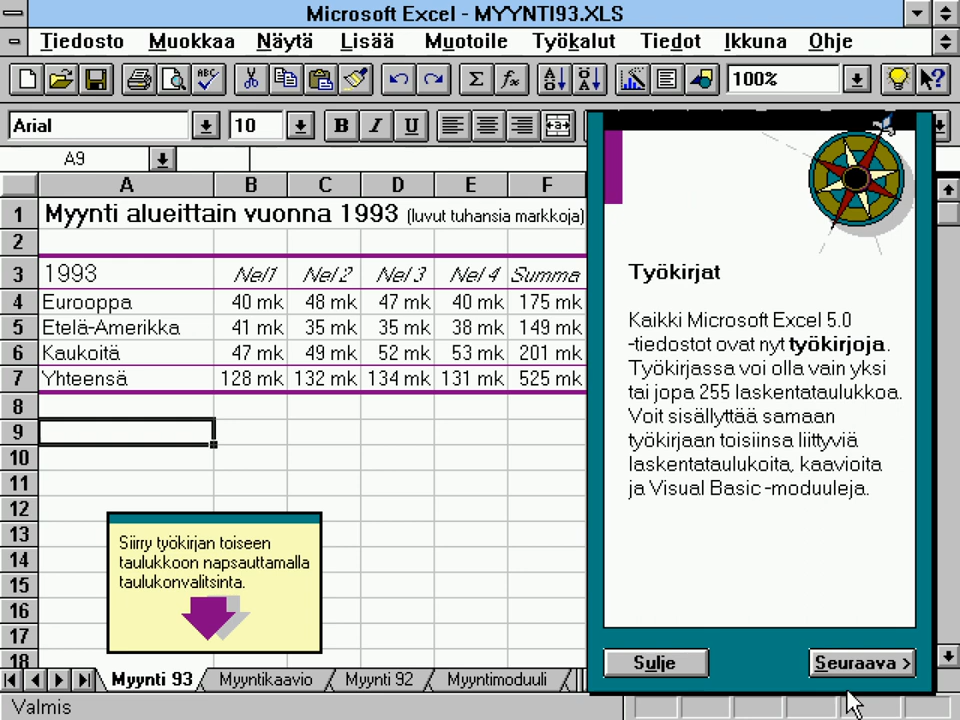 Microsoft Excel - MYYNTI93.XLS
Tiedosto Muokkaa Näytä Lisää Muotoile Työkalut Tiedot Ikkuna Ohje
ABC Σ fx A Ö Ö A 100% ?
Arial 10 B I U a
A9
A B C D E F
1 Myynti alueittain vuonna 1993 (luvut tuhansia markkoja)
2
3 1993 Nel1 Nel 2 Nel 3 Nel 4 Summa
4 Eurooppa 40 mk 48 mk 47 mk 40 mk 175 mk
5 Etelä-Amerikka 41 mk 35 mk 35 mk 38 mk 149 mk
6 Kaukoitä 47 mk 49 mk 52 mk 53 mk 201 mk
7 Yhteensä 128 mk 132 mk 134 mk 131 mk 525 mk
8
9
10
11
12
13
14
15
16
17
18
Siirry työkirjan toiseen
taulukkoon napsauttamalla
taulukonvalitsinta.
Myynti 93 Myyntikaavio Myynti 92 Myyntimoduuli
Valmis
Työkirjat
Kaikki Microsoft Excel 5.0
-tiedostot ovat nyt työkirjoja.
Työkirjassa voi olla vain yksi
tai jopa 255 laskentataulukkoa.
Voit sisällyttää samaan
työkirjaan toisiinsa liittyviä
laskentataulukoita, kaavioita
ja Visual Basic -moduuleja.
Sulje Seuraava >